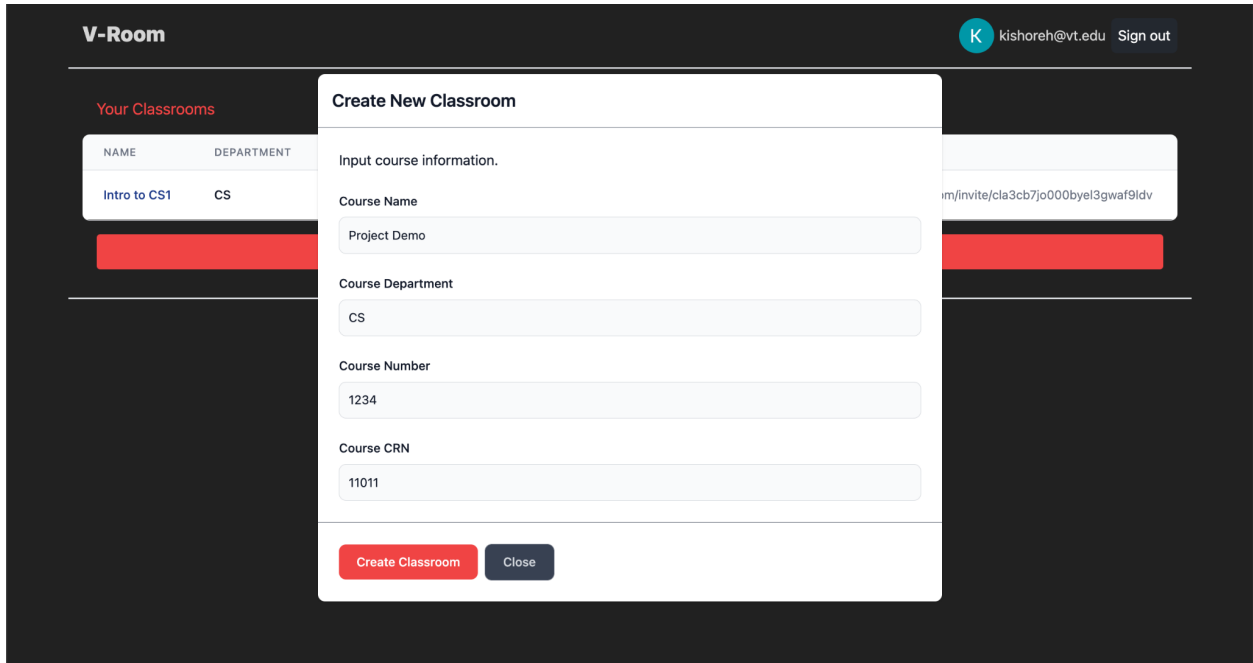 V-Room
K kishoreh@vt.edu Sign out
Your Classrooms
NAME DEPARTMENT
Intro to CS1 CS om/invite/cla3cb7jo000byel3gwaf9ldv
Create New Classroom
Input course information.
Course Name
Project Demo
Course Department
CS
Course Number
1234
Course CRN
11011
Create Classroom Close